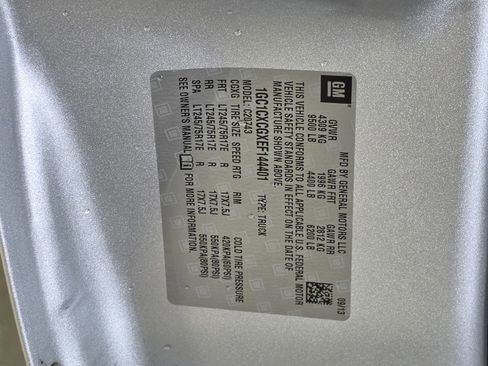 GM
MFD BY GENERAL MOTORS LLC 09/13
GVWR GAWR FRT GAWR RR
4309 KG 1996 KG 2812 KG
9500 LB 4400 LB 6200 LB
THIS VEHICLE CONFORMS TO ALL APPLICABLE U.S. FEDERAL MOTOR
VEHICLE SAFETY STANDARDS IN EFFECT ON THE DATE OF
MANUFACTURE SHOWN ABOVE.
1GC1CXCGXEF144401 TYPE: TRUCK
MODEL: C20743
CGXG TIRE SIZE SPEED RTG RIM COLD TIRE PRESSURE
FRT LT245/75R17E R 17X7.5J 420KPA(60PSI)
RR LT245/75R17E R 17X7.5J 550KPA(80PSI)
SPA LT245/75R17E R 17X7.5J 550KPA(80PSI)
SEE OWNER'S MANUAL FOR MORE INFORMATION.